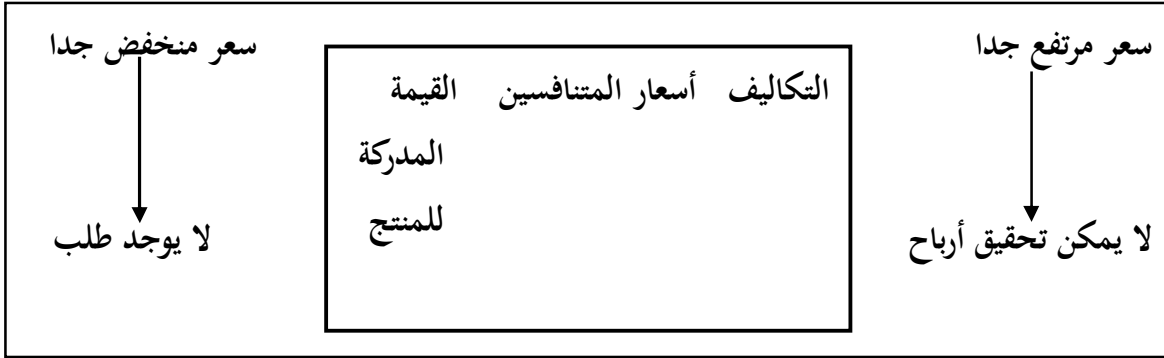 سعر مرتفع جدا
لا يمكن تحقيق أرباح
التكاليف أسعار المتنافسين القيمة
المدركة
للمنتج
سعر منخفض جدا
لا يوجد طلب